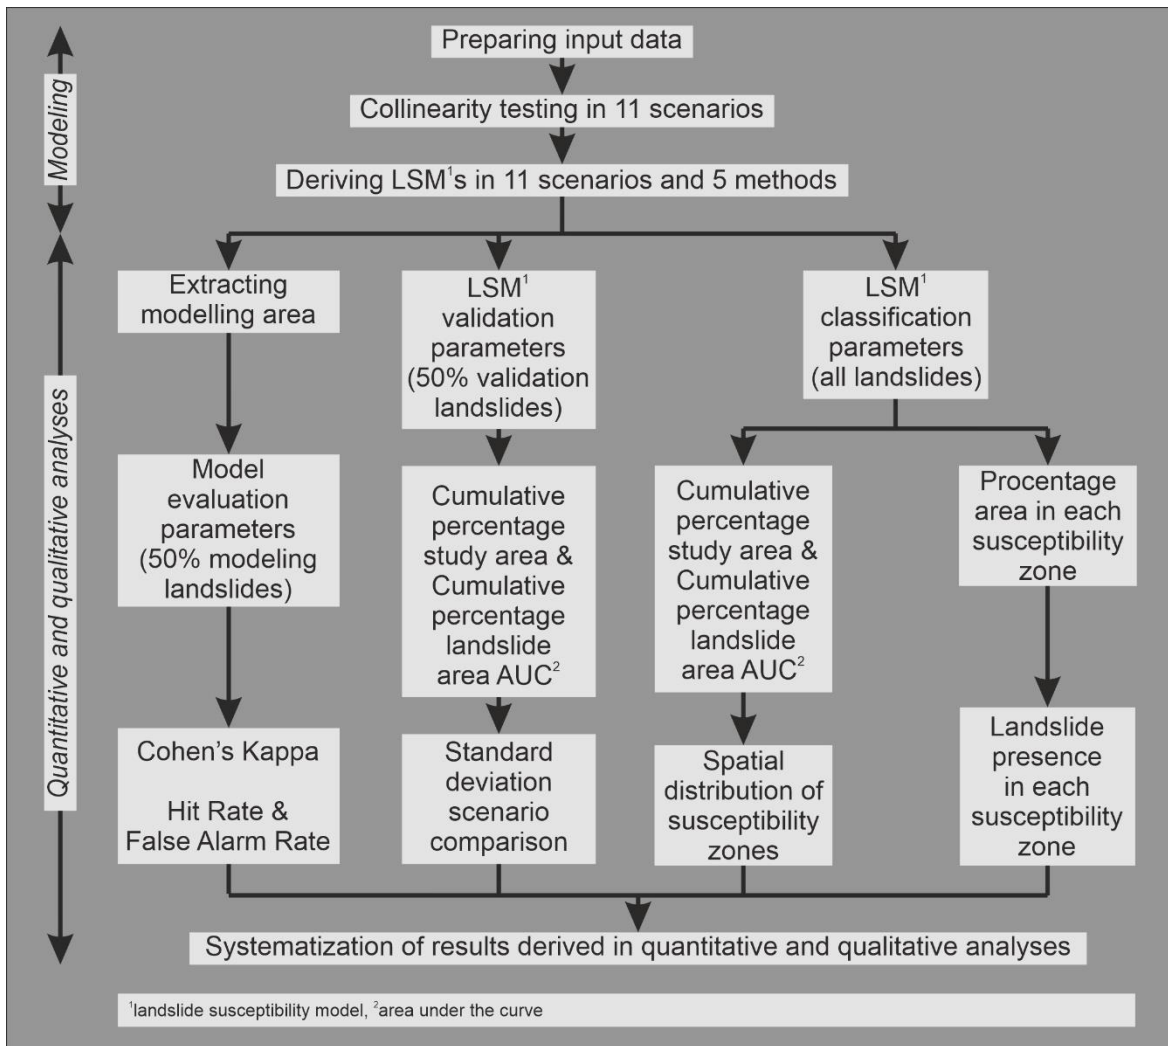 Modeling
Quantitative and qualitative analyses
Preparing input data
Collinearity testing in 11 scenarios
Deriving LSM¹s in 11 scenarios and 5 methods
Extracting
modelling area
LSM¹
validation
parameters
(50% validation
landslides)
LSM¹
classification
parameters
(all landslides)
Model
evaluation
parameters
(50% modeling
landslides)
Cumulative
percentage
study area &
Cumulative
percentage
landslide
area AUC²
Cumulative
percentage
study area &
Cumulative
percentage
landslide
area AUC²
Procentage
area in each
susceptibility
zone
Cohen's Kappa
Hit Rate &
False Alarm Rate
Standard
deviation
scenario
comparison
Spatial
distribution of
susceptibility
zones
Landslide
presence
in each
susceptibility
zone
Systematization of results derived in quantitative and qualitative analyses
¹landslide susceptibility model, ²area under the curve